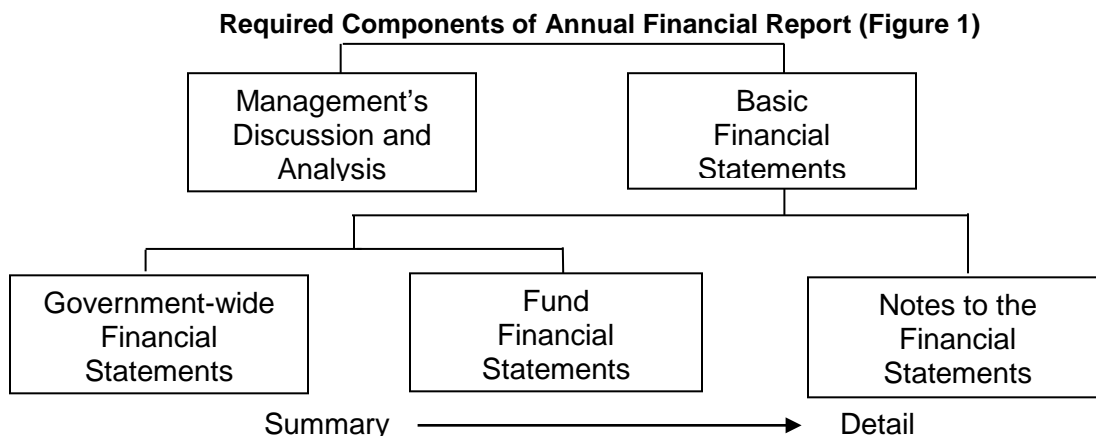 Required Components of Annual Financial Report (Figure 1)
Management’s
Discussion and
Analysis
Basic
Financial
Statements
Government-wide
Financial
Statements
Fund
Financial
Statements
Notes to the
Financial
Statements
Summary
Detail